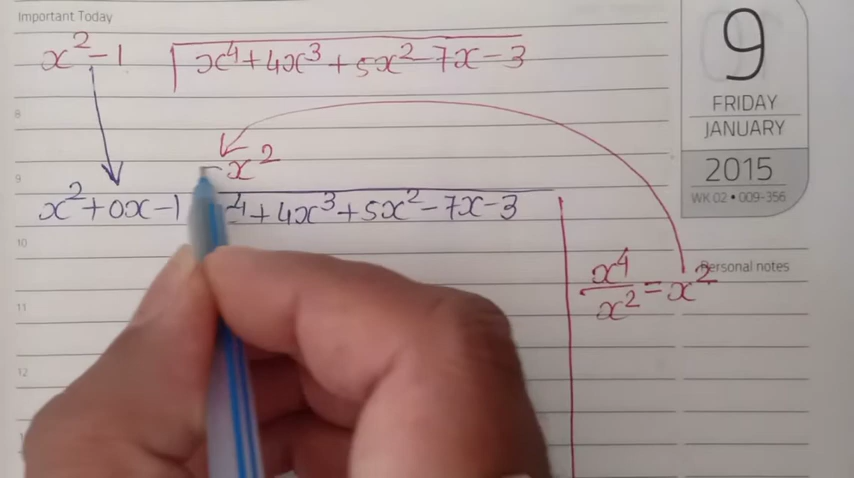 Important Today
x² - 1 x⁴ + 4x³ + 5x² - 7x - 3
8
9
FRIDAY
JANUARY
2015
WK 02 • 009-356
9
x²
x² + 0x - 1 x⁴ + 4x³ + 5x² - 7x - 3
10
Personal notes
x⁴/x² = x²
11
12